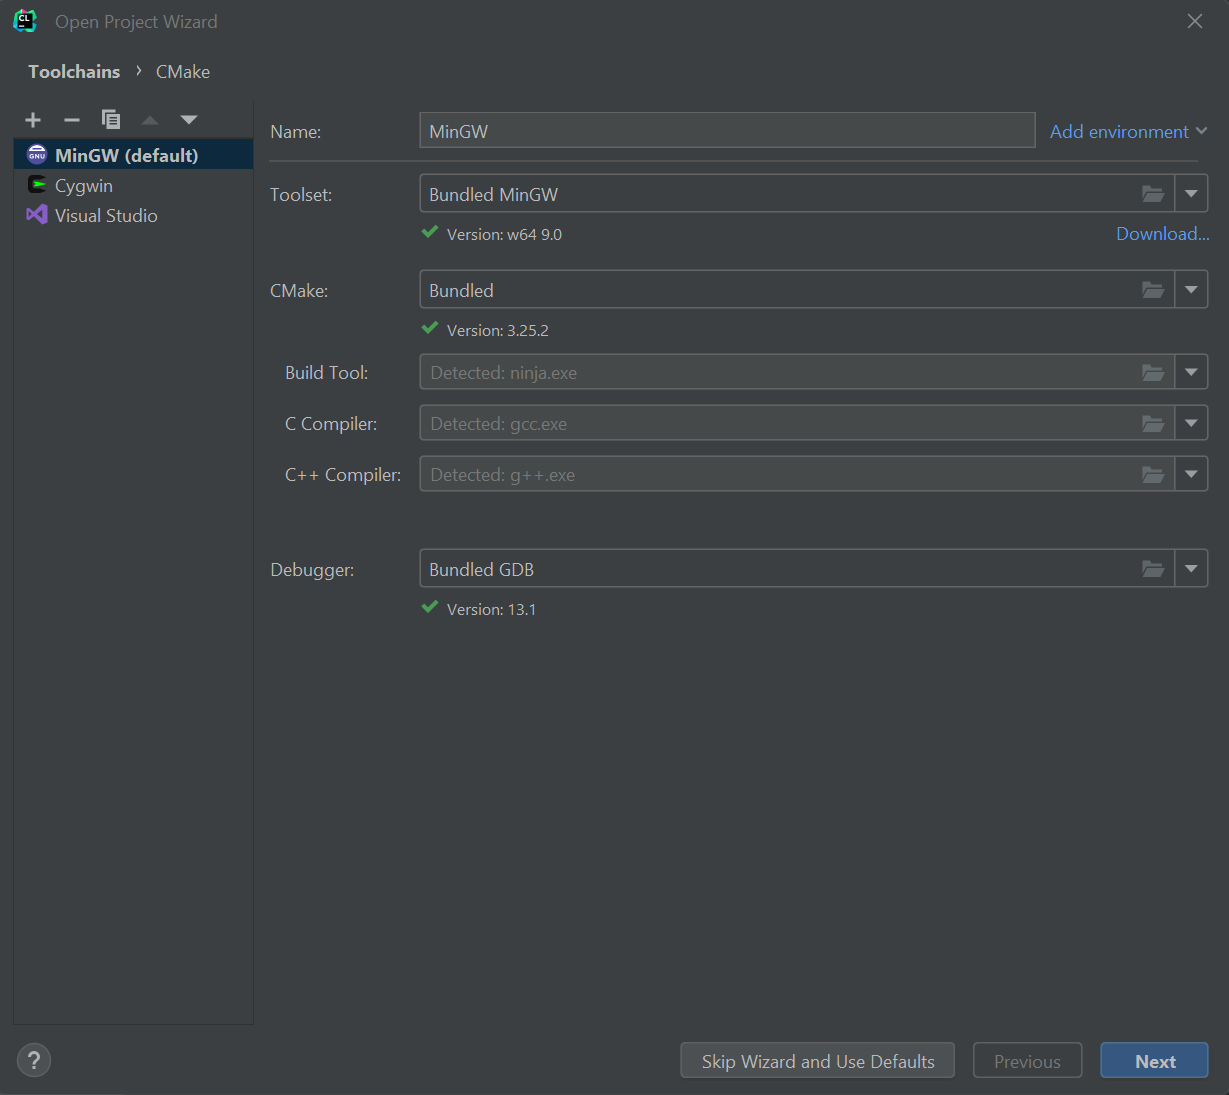 CL
Open Project Wizard
Toolchains › CMake
GNU MinGW (default)
Cygwin
Visual Studio
Name: MinGW Add environment
Toolset: Bundled MinGW
Version: w64 9.0 Download...
CMake: Bundled
Version: 3.25.2
Build Tool: Detected: ninja.exe
C Compiler: Detected: gcc.exe
C++ Compiler: Detected: g++.exe
Debugger: Bundled GDB
Version: 13.1
? Skip Wizard and Use Defaults Previous Next